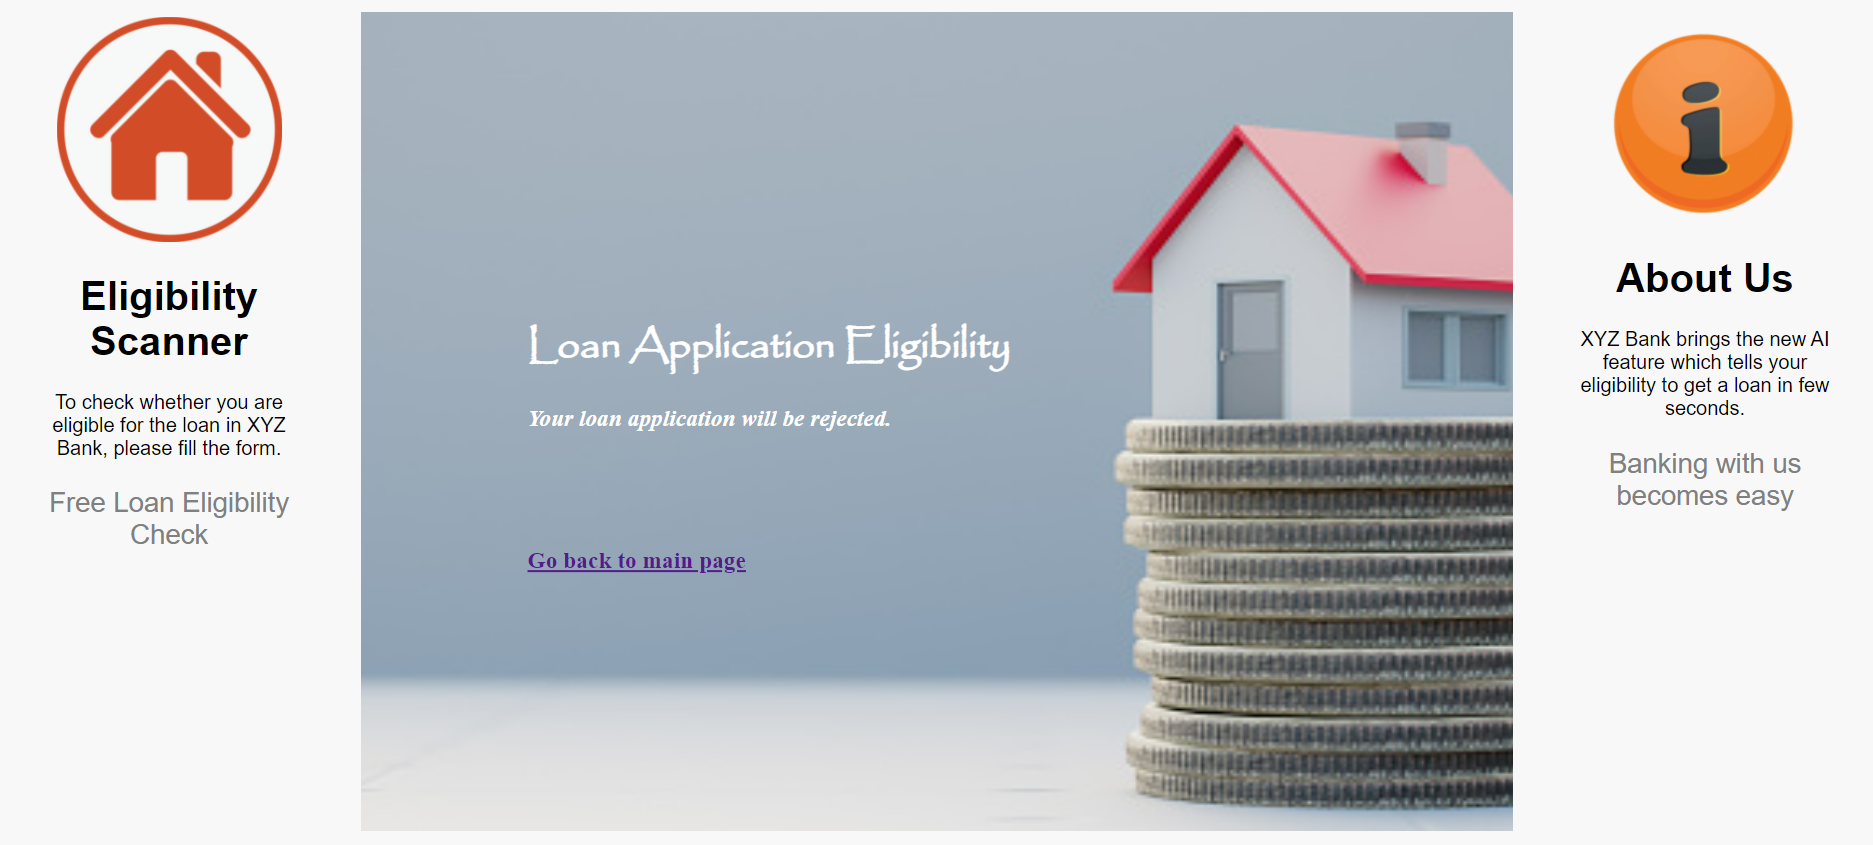 Eligibility
Scanner
To check whether you are
eligible for the loan in XYZ
Bank, please fill the form.
Free Loan Eligibility
Check
Loan Application Eligibility
Your loan application will be rejected.
Go back to main page
i
About Us
XYZ Bank brings the new AI
feature which tells your
eligibility to get a loan in few
seconds.
Banking with us
becomes easy